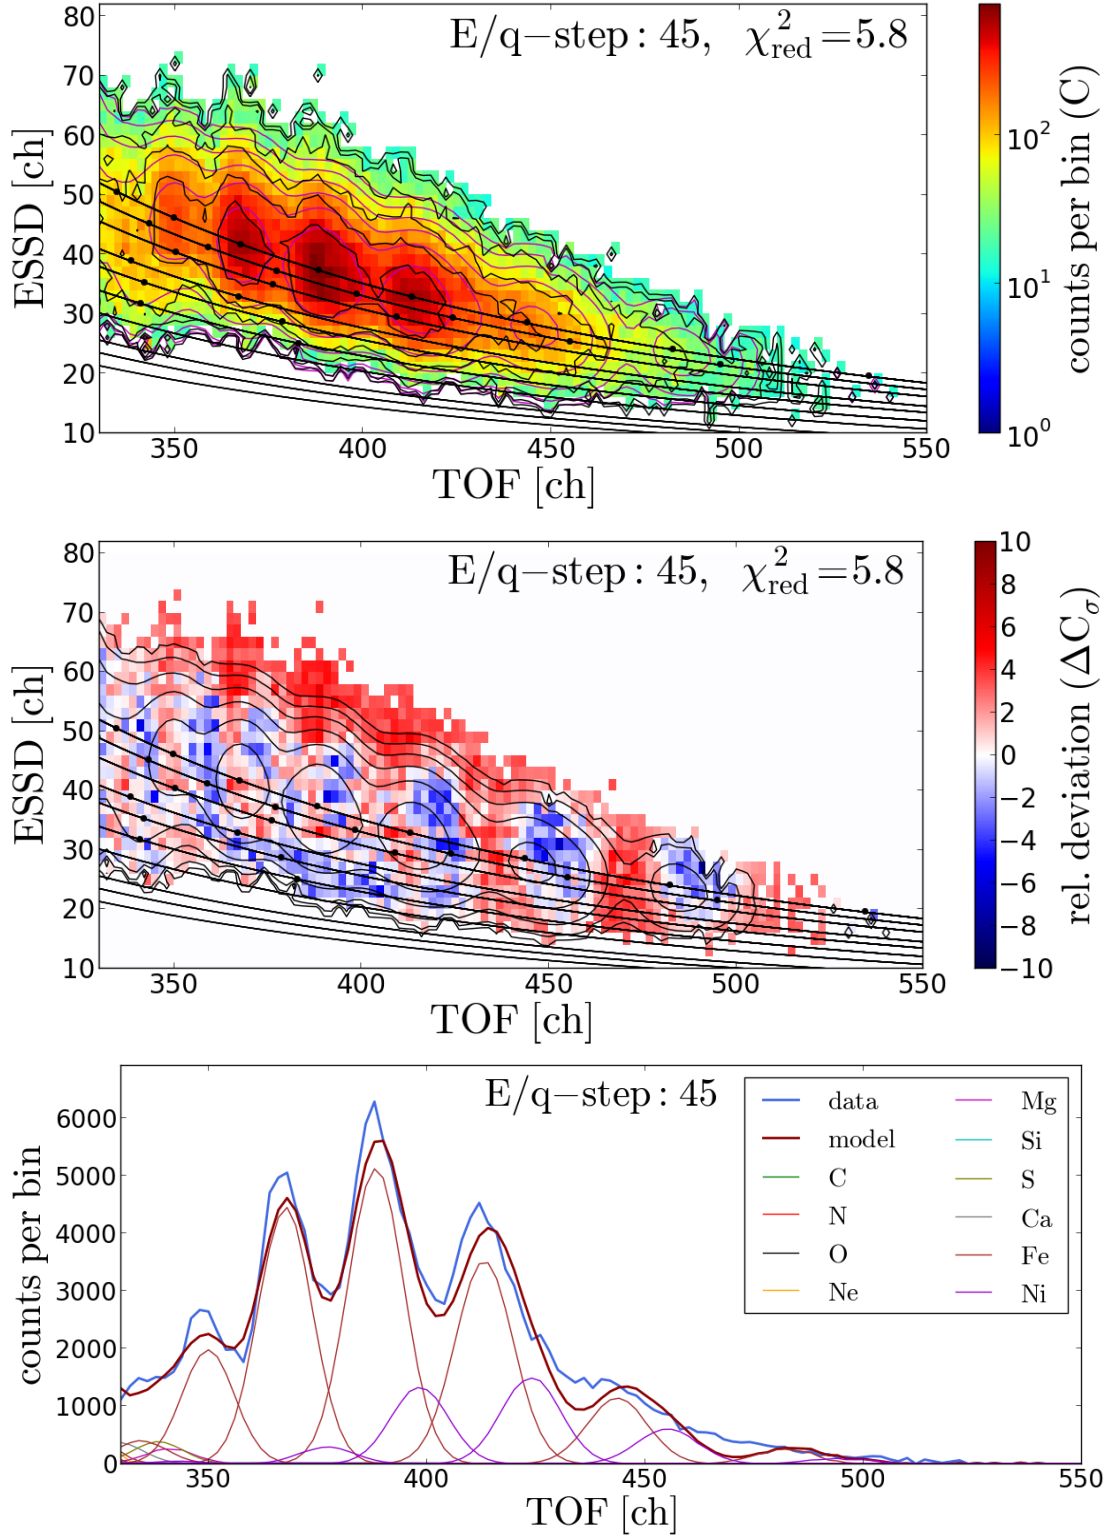 E/q−step: 45, χ²red=5.8
80
70
60
50
40
30
20
10
ESSD [ch]
350 400 450 500 550
TOF [ch]
10²
10¹
10⁰
counts per bin (C)
E/q−step: 45, χ²red=5.8
80
70
60
50
40
30
20
10
ESSD [ch]
350 400 450 500 550
TOF [ch]
10
8
6
4
2
0
−2
−4
−6
−8
−10
rel. deviation (ΔCσ)
E/q−step: 45
6000
5000
4000
3000
2000
1000
0
counts per bin
350 400 450 500 550
TOF [ch]
data
model
C
N
O
Ne
Mg
Si
S
Ca
Fe
Ni